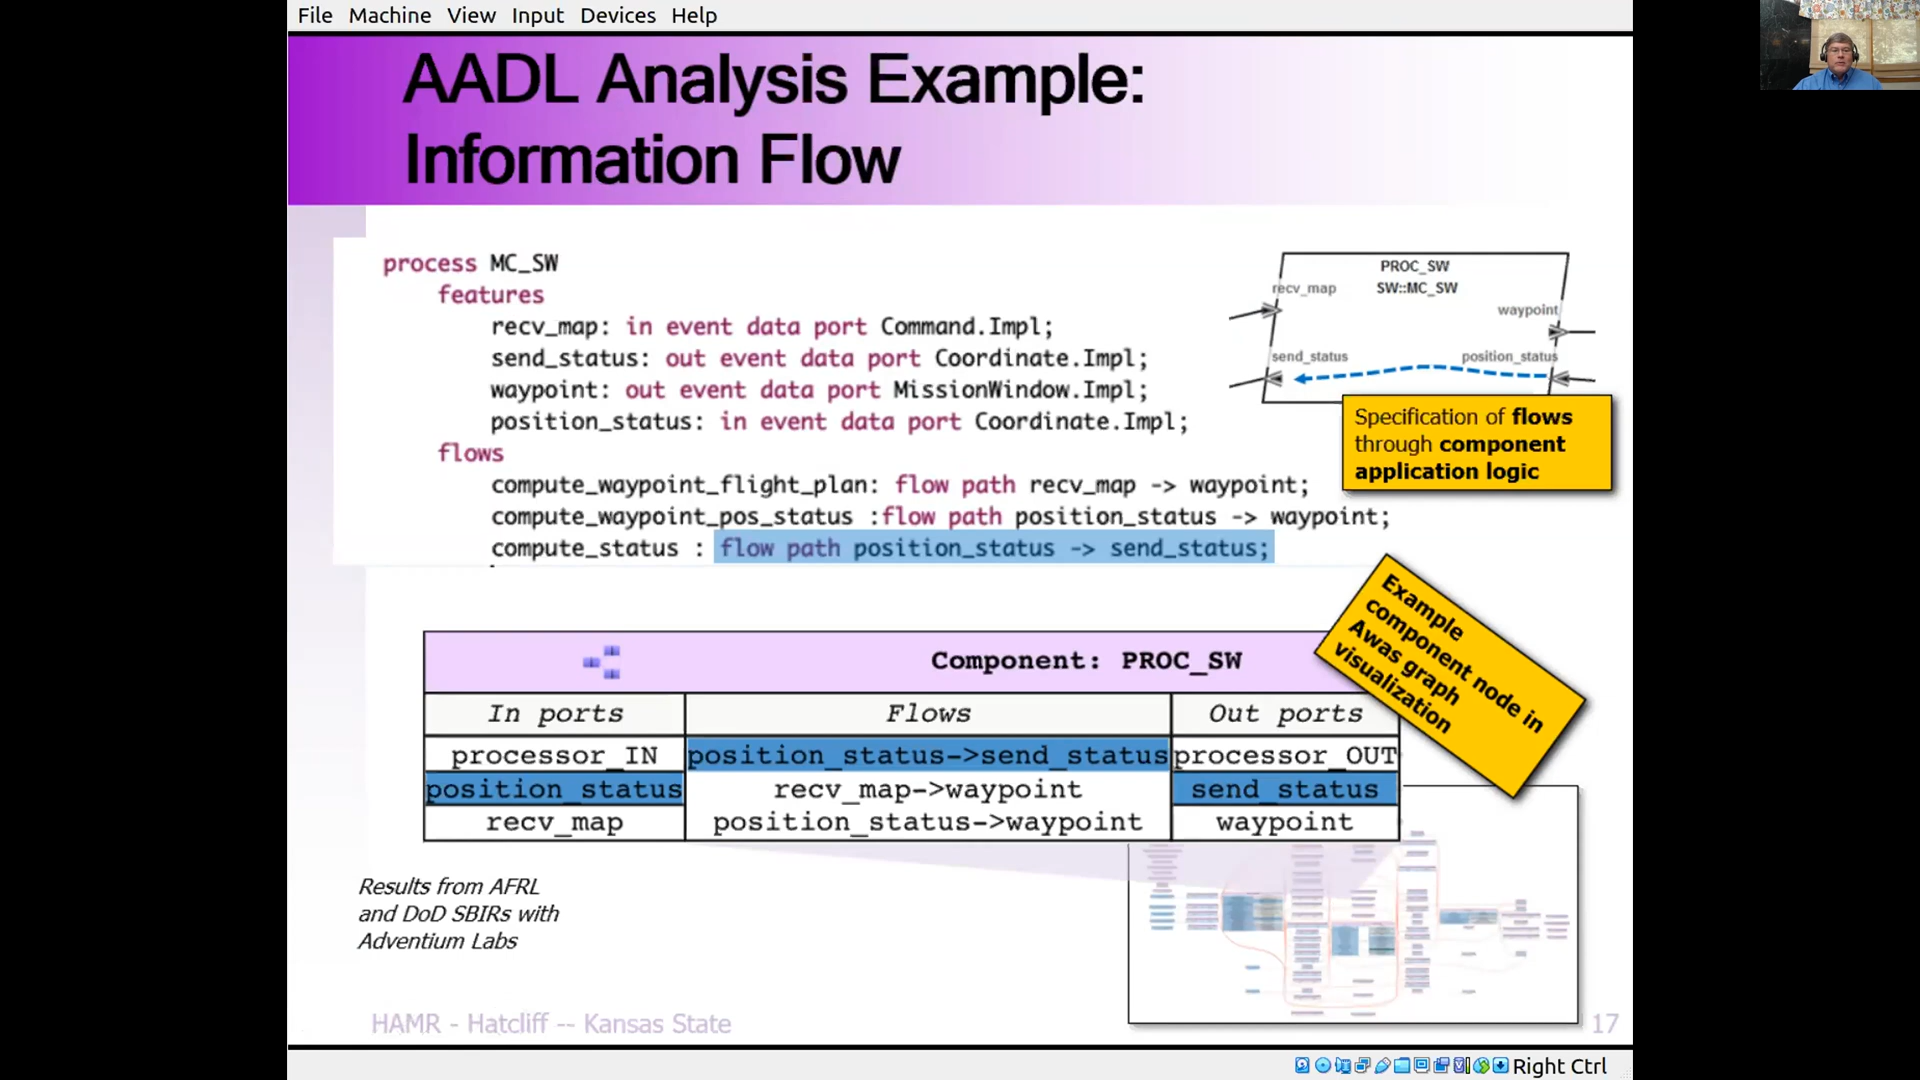 File Machine View Input Devices Help
AADL Analysis Example:
Information Flow
process MC_SW
features
recv_map: in event data port Command.Impl;
send_status: out event data port Coordinate.Impl;
waypoint: out event data port MissionWindow.Impl;
position_status: in event data port Coordinate.Impl;
flows
compute_waypoint_flight_plan: flow path recv_map -> waypoint;
compute_waypoint_pos_status :flow path position_status -> waypoint;
compute_status : flow path position_status -> send_status;
PROC_SW
recv_map SW::MC_SW
waypoint
send_status position_status
Specification of flows
through component
application logic
Example
component node in
Awas graph
visualization
Component: PROC_SW
In ports Flows Out ports
processor_IN position_status->send_status processor_OUT
position_status recv_map->waypoint send_status
recv_map position_status->waypoint waypoint
Results from AFRL
and DoD SBIRs with
Adventium Labs
HAMR - Hatcliff -- Kansas State 17
Right Ctrl